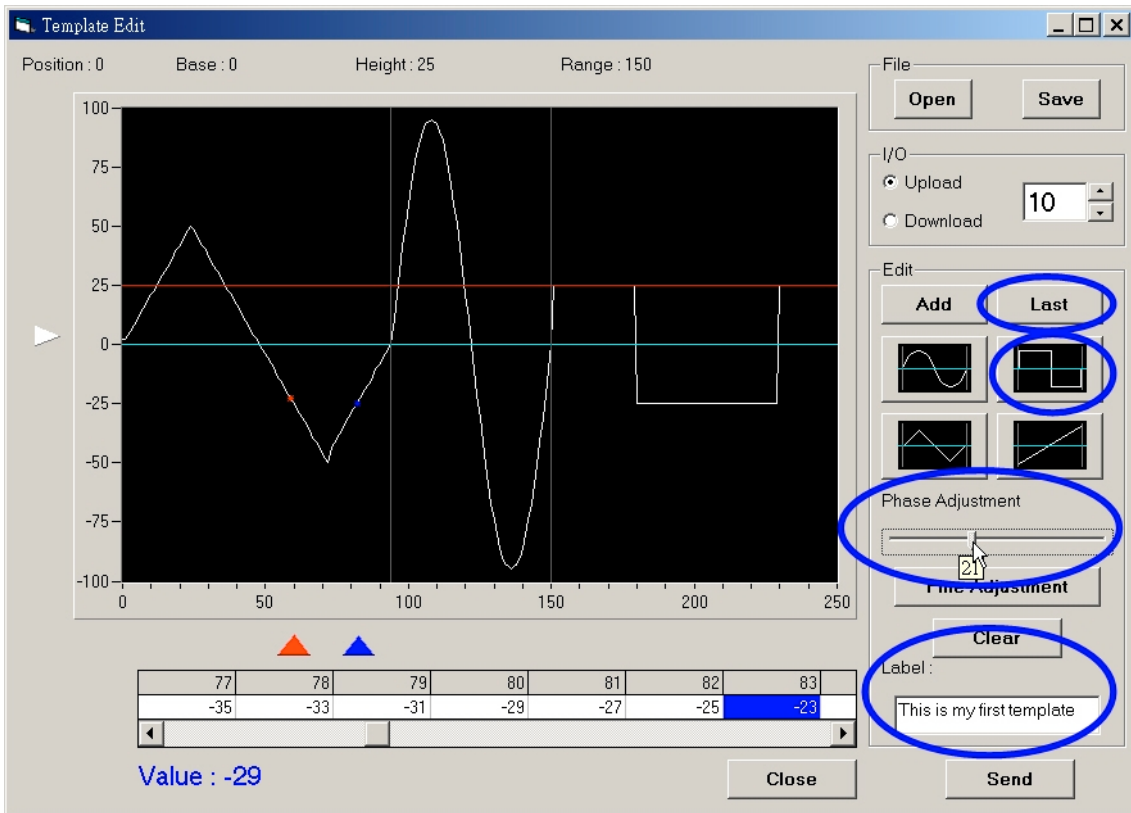 Template Edit
Position : 0 Base : 0 Height : 25 Range : 150
100
75
50
25
0
-25
-50
-75
-100
0 50 100 150 200 250
77 78 79 80 81 82 83
-35 -33 -31 -29 -27 -25 -23
Value : -29
Close
File
Open Save
I/O
Upload
10
Download
Edit
Add Last
Phase Adjustment
21
Fine Adjustment
Clear
Label :
This is my first template
Send